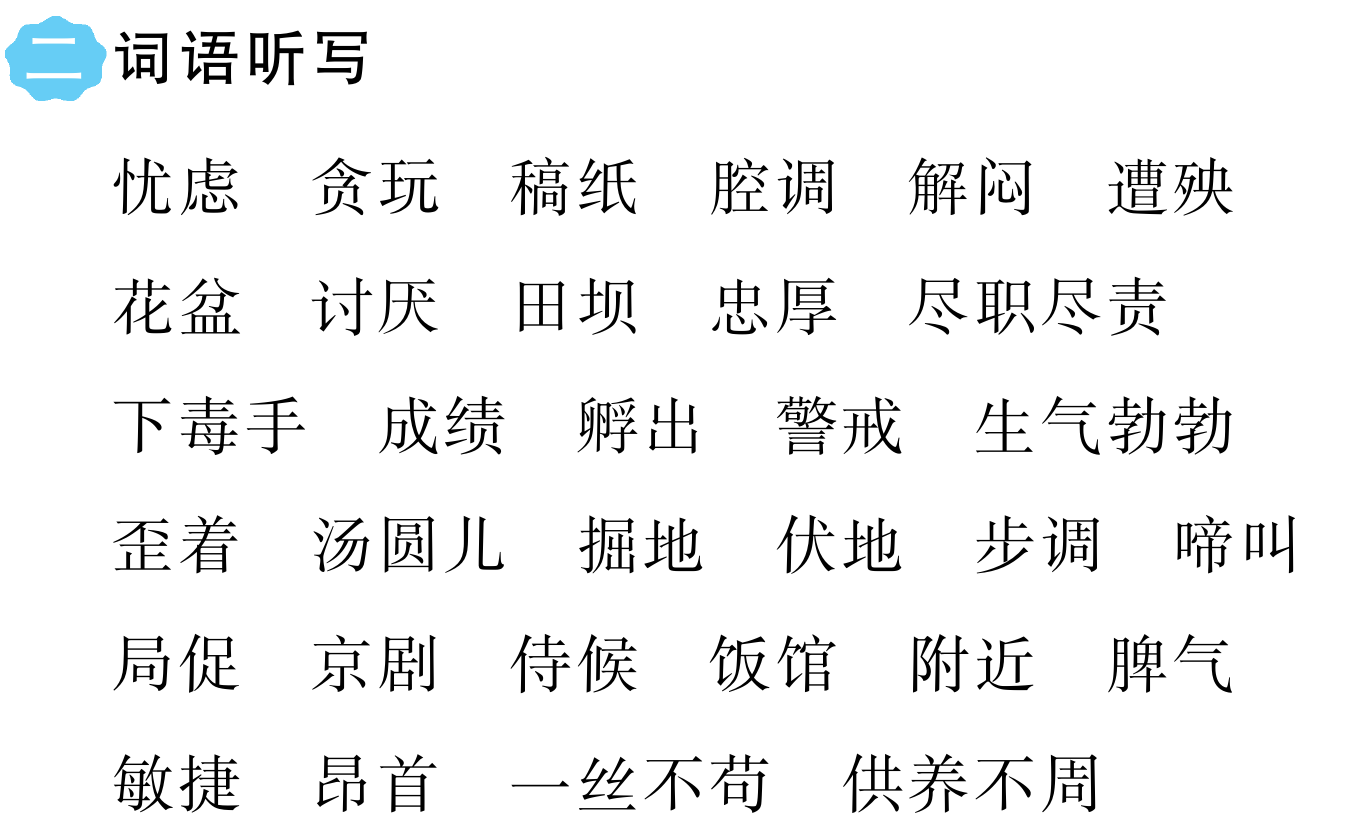 二 词语听写
忧虑 贪玩 稿纸 腔调 解闷 遭殃
花盆 讨厌 田坝 忠厚 尽职尽责
下毒手 成绩 孵出 警戒 生气勃勃
歪着 汤圆儿 掘地 伏地 步调 啼叫
局促 京剧 侍候 饭馆 附近 脾气
敏捷 昂首 一丝不苟 供养不周